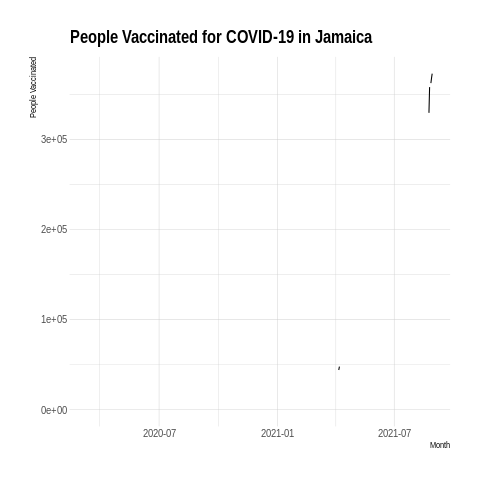 People Vaccinated for COVID-19 in Jamaica
People Vaccinated
3e+05
2e+05
1e+05
0e+00
2020-07 2021-01 2021-07
Month